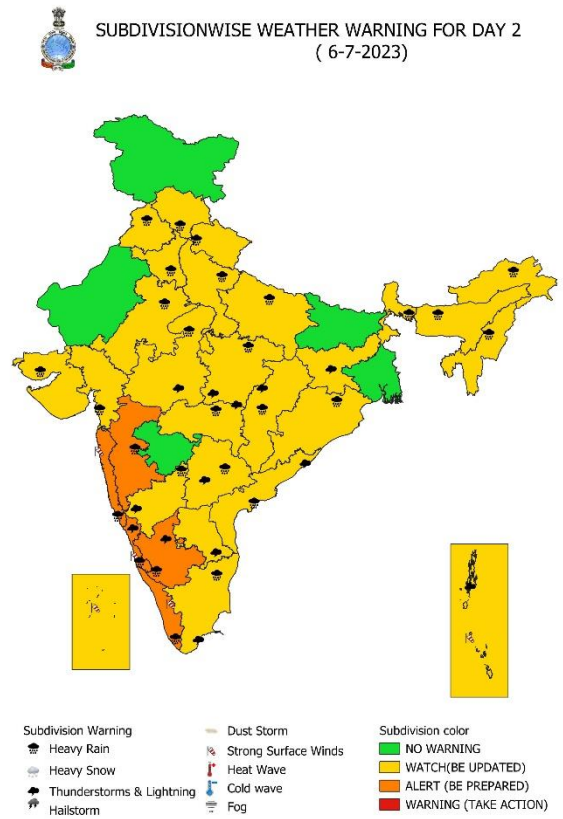 SUBDIVISIONWISE WEATHER WARNING FOR DAY 2
( 6-7-2023)
Subdivision Warning
Heavy Rain
Heavy Snow
Thunderstorms & Lightning
Hailstorm
Dust Storm
Strong Surface Winds
Heat Wave
Cold wave
Fog
Subdivision color
NO WARNING
WATCH(BE UPDATED)
ALERT (BE PREPARED)
WARNING (TAKE ACTION)